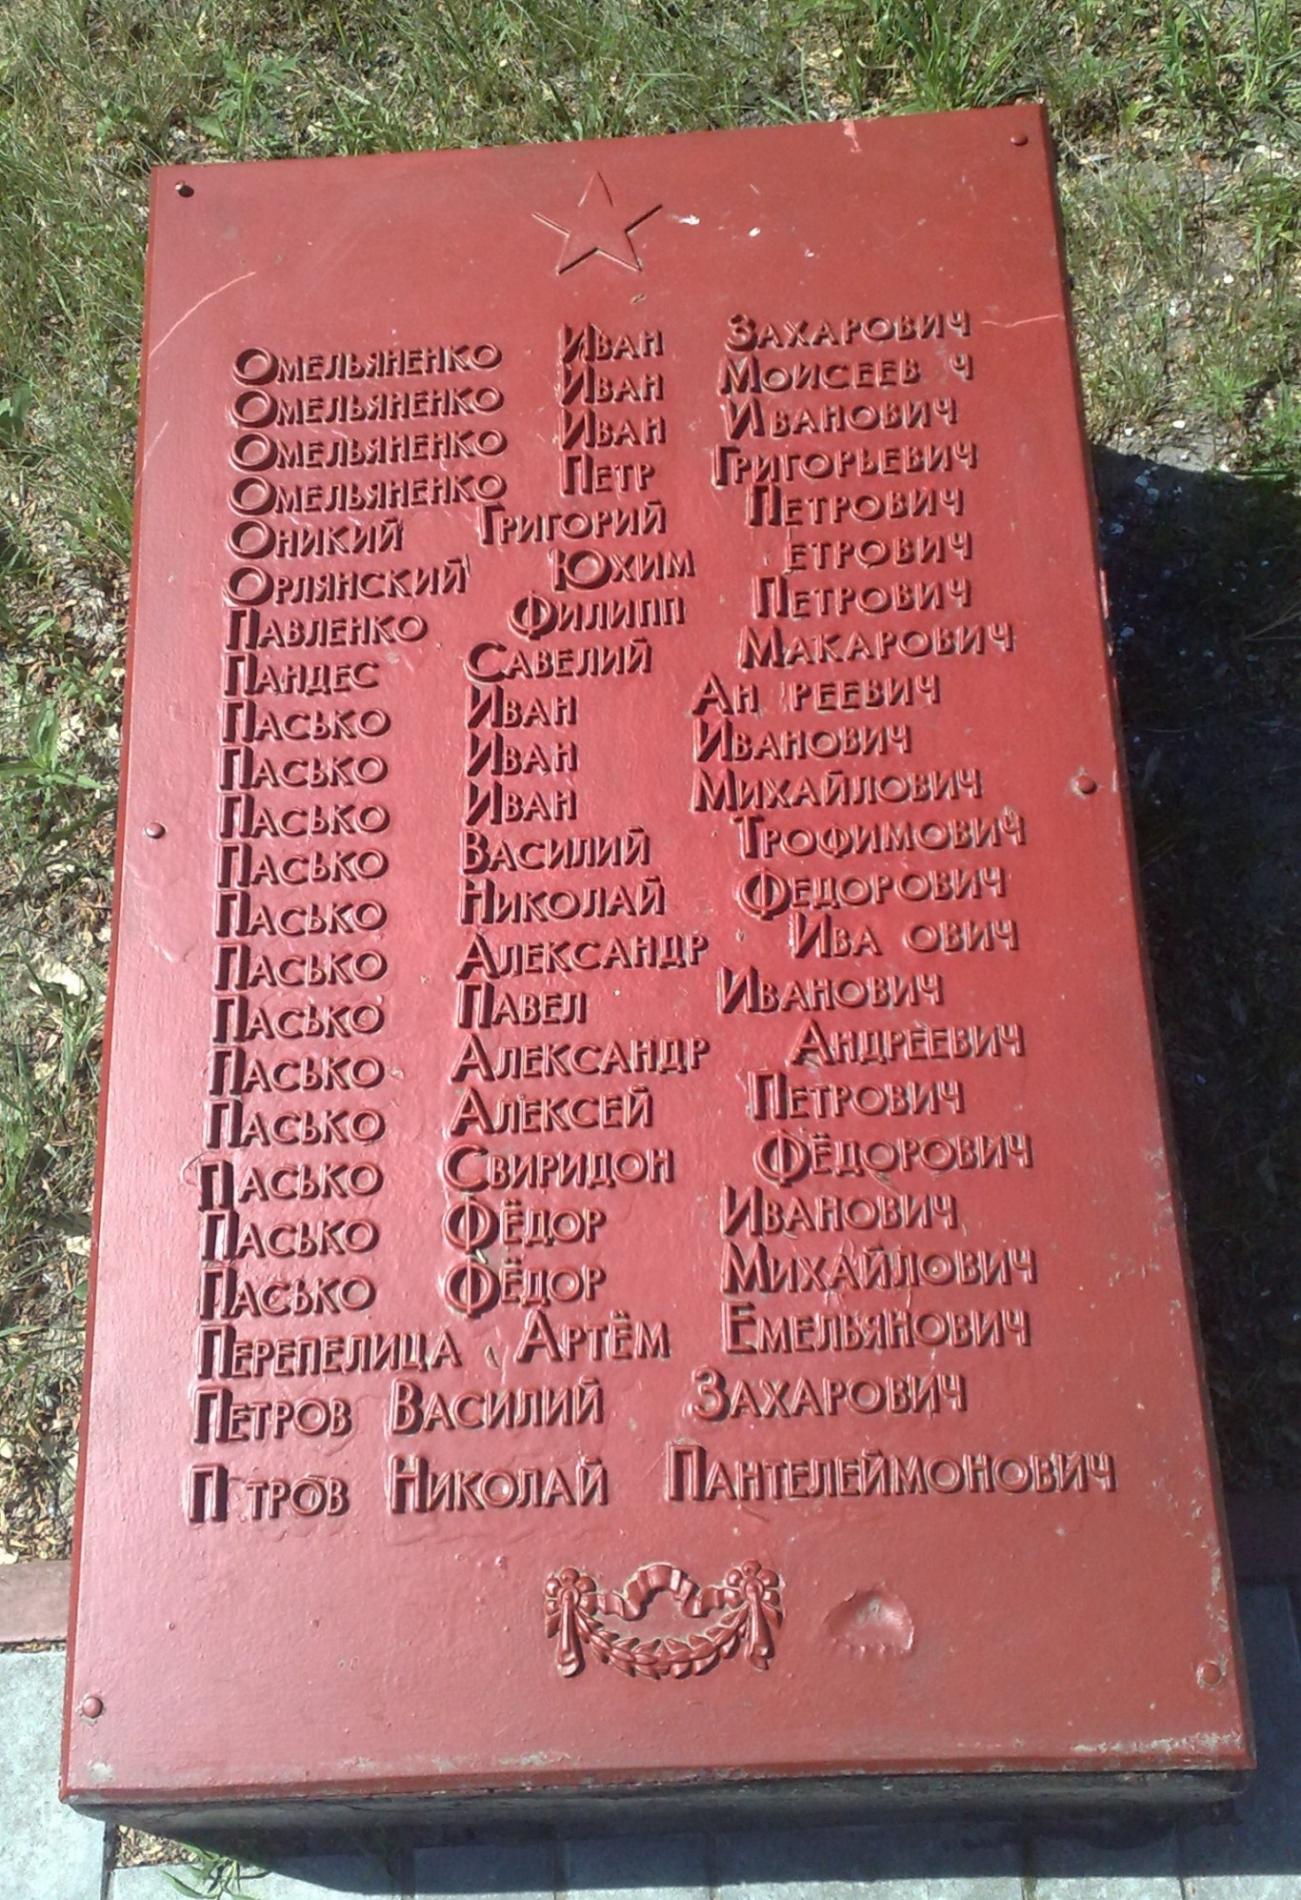 Омельяненко Иван Захарович
Омельяненко Иван Моисеев ч
Омельяненко Иван Иванович
Омельяненко Петр Григорьевич
Оникий Григорий Петрович
Орлянский Юхим етрович
Павленко Филипп Петрович
Пандес Савелий Макарович
Пасько Иван Ан реевич
Пасько Иван Иванович
Пасько Иван Михайлович
Пасько Василий Трофимович
Пасько Николай Федорович
Пасько Александр Ива ович
Пасько Павел Иванович
Пасько Александр Андреевич
Пасько Алексей Петрович
Пасько Свиридон Фёдорович
Пасько Фёдор Иванович
Пасько Фёдор Михайлович
Перепелица Артём Емельянович
Петров Василий Захарович
П тров Николай Пантелеймонович